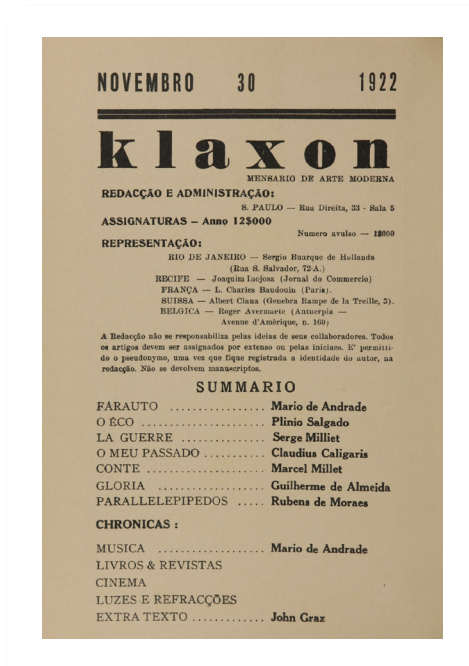 NOVEMBRO 30 1922
klaxon
MENSARIO DE ARTE MODERNA
REDACÇÃO E ADMINISTRAÇÃO:
S. PAULO — Rua Direita, 33 - Sala 5
ASSIGNATURAS — Anno 12$000
Numero avulso — 1$000
REPRESENTAÇÃO:
RIO DE JANEIRO — Sergio Buarque de Hollanda
(Rua S. Salvador, 72-A.)
RECIFE — Joaquim Inojosa (Jornal do Commercio)
FRANÇA — L. Charles Baudouin (Paris).
SUISSA — Albert Ciana (Genebra Rampe de la Treille, 3).
BELGICA — Roger Avermaete (Antuerpia —
Avenue d'Amérique, n. 160)
A Redacção não se responsabiliza pelas ideias de seus collaboradores. Todos
os artigos devem ser assignados por extenso ou pelas iniciaes. E' permitti-
do o pseudonymo, uma vez que fique registrada a identidade do autor, na
redacção. Não se devolvem manuscriptos.
SUMMARIO
FARAUTO ................ Mario de Andrade
O ÉCO ...................... Plinio Salgado
LA GUERRE ............... Serge Milliet
O MEU PASSADO ........... Claudius Caligaris
CONTE ..................... Marcel Millet
GLORIA ................... Guilherme de Almeida
PARALLELEPIPEDOS ..... Rubens de Moraes
CHRONICAS :
MUSICA ................... Mario de Andrade
LIVROS & REVISTAS
CINEMA
LUZES E REFRACÇÕES
EXTRA TEXTO ............. John Graz